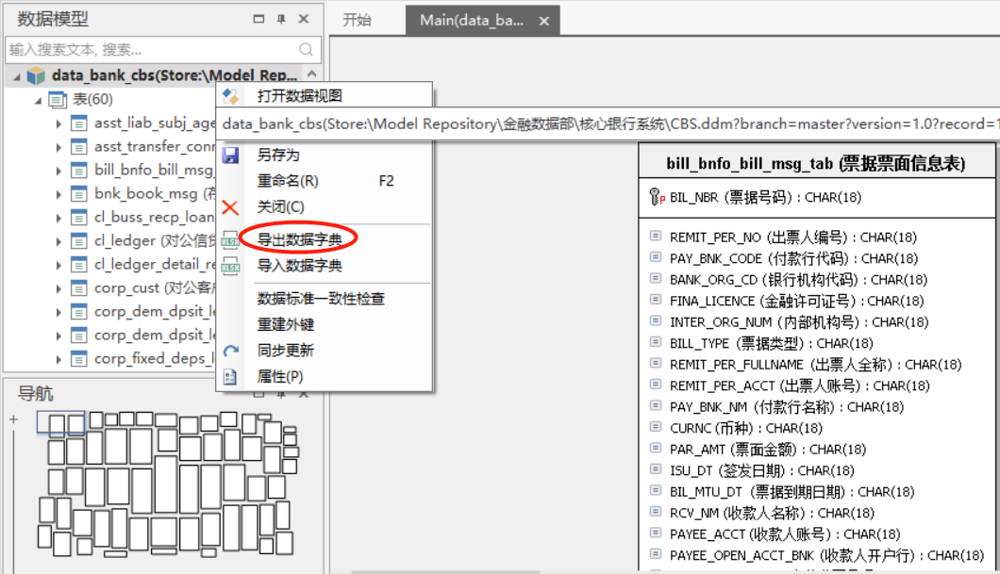 数据模型
输入搜索文本, 搜索...
data_bank_cbs(Store:\Model Rep...
表(60)
asst_liab_subj_age
asst_transfer_conr
bill_bnfo_bill_msg_
bnk_book_msg (存
cl_buss_recp_loan
cl_ledger (对公信贷
cl_ledger_detail_re
corp_cust (对公客户
corp_dem_dpsit_le
corp_dem_dpsit_le
corp_fixed_deps_l
导航
开始
Main(data_ba...
打开数据视图
data_bank_cbs(Store:\Model Repository\金融数据部\核心银行系统\CBS.ddm?branch=master?version=1.0?record=1
另存为
重命名(R) F2
关闭(C)
XLSX 导出数据字典
XLSX 导入数据字典
数据标准一致性检查
重建外键
同步更新
属性(P)
bill_bnfo_bill_msg_tab (票据票面信息表)
P BIL_NBR (票据号码) : CHAR(18)
REMIT_PER_NO (出票人编号) : CHAR(18)
PAY_BNK_CODE (付款行代码) : CHAR(18)
BANK_ORG_CD (银行机构代码) : CHAR(18)
FINA_LICENCE (金融许可证号) : CHAR(18)
INTER_ORG_NUM (内部机构号) : CHAR(18)
BILL_TYPE (票据类型) : CHAR(18)
REMIT_PER_FULLNAME (出票人全称) : CHAR(18)
REMIT_PER_ACCT (出票人账号) : CHAR(18)
PAY_BNK_NM (付款行名称) : CHAR(18)
CURNC (币种) : CHAR(18)
PAR_AMT (票面金额) : CHAR(18)
ISU_DT (签发日期) : CHAR(18)
BIL_MTU_DT (票据到期日期) : CHAR(18)
RCV_NM (收款人名称) : CHAR(18)
PAYEE_ACCT (收款人账号) : CHAR(18)
PAYEE_OPEN_ACCT_BNK (收款人开户行) : CHAR(18)